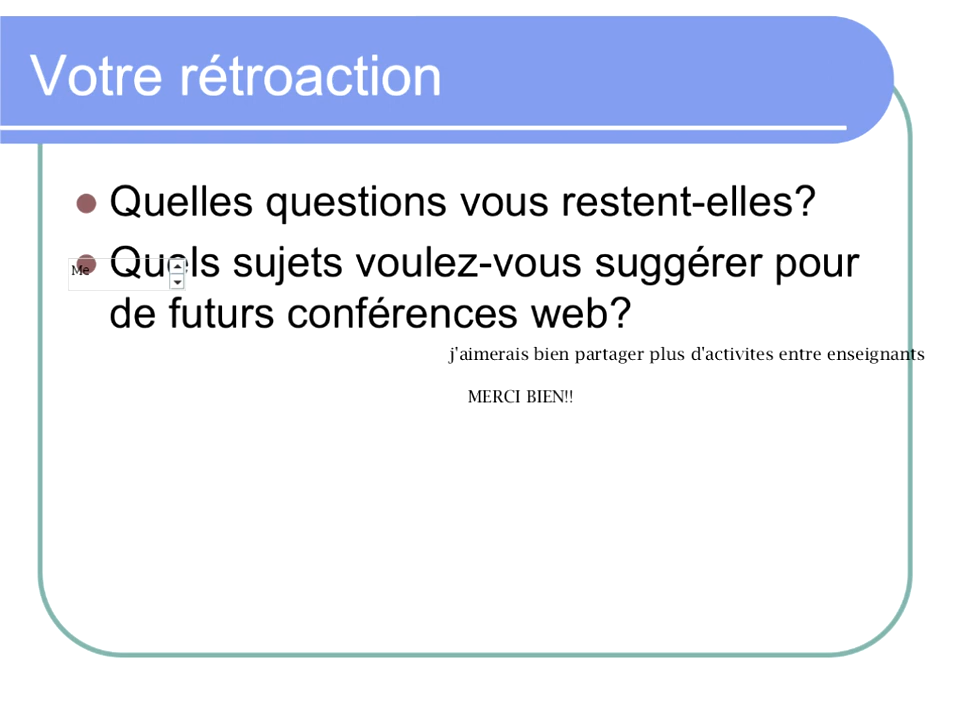 Votre rétroaction
Quelles questions vous restent-elles?
Me
Quels sujets voulez-vous suggérer pour
de futurs conférences web?
j'aimerais bien partager plus d'activites entre enseignants
MERCI BIEN!!